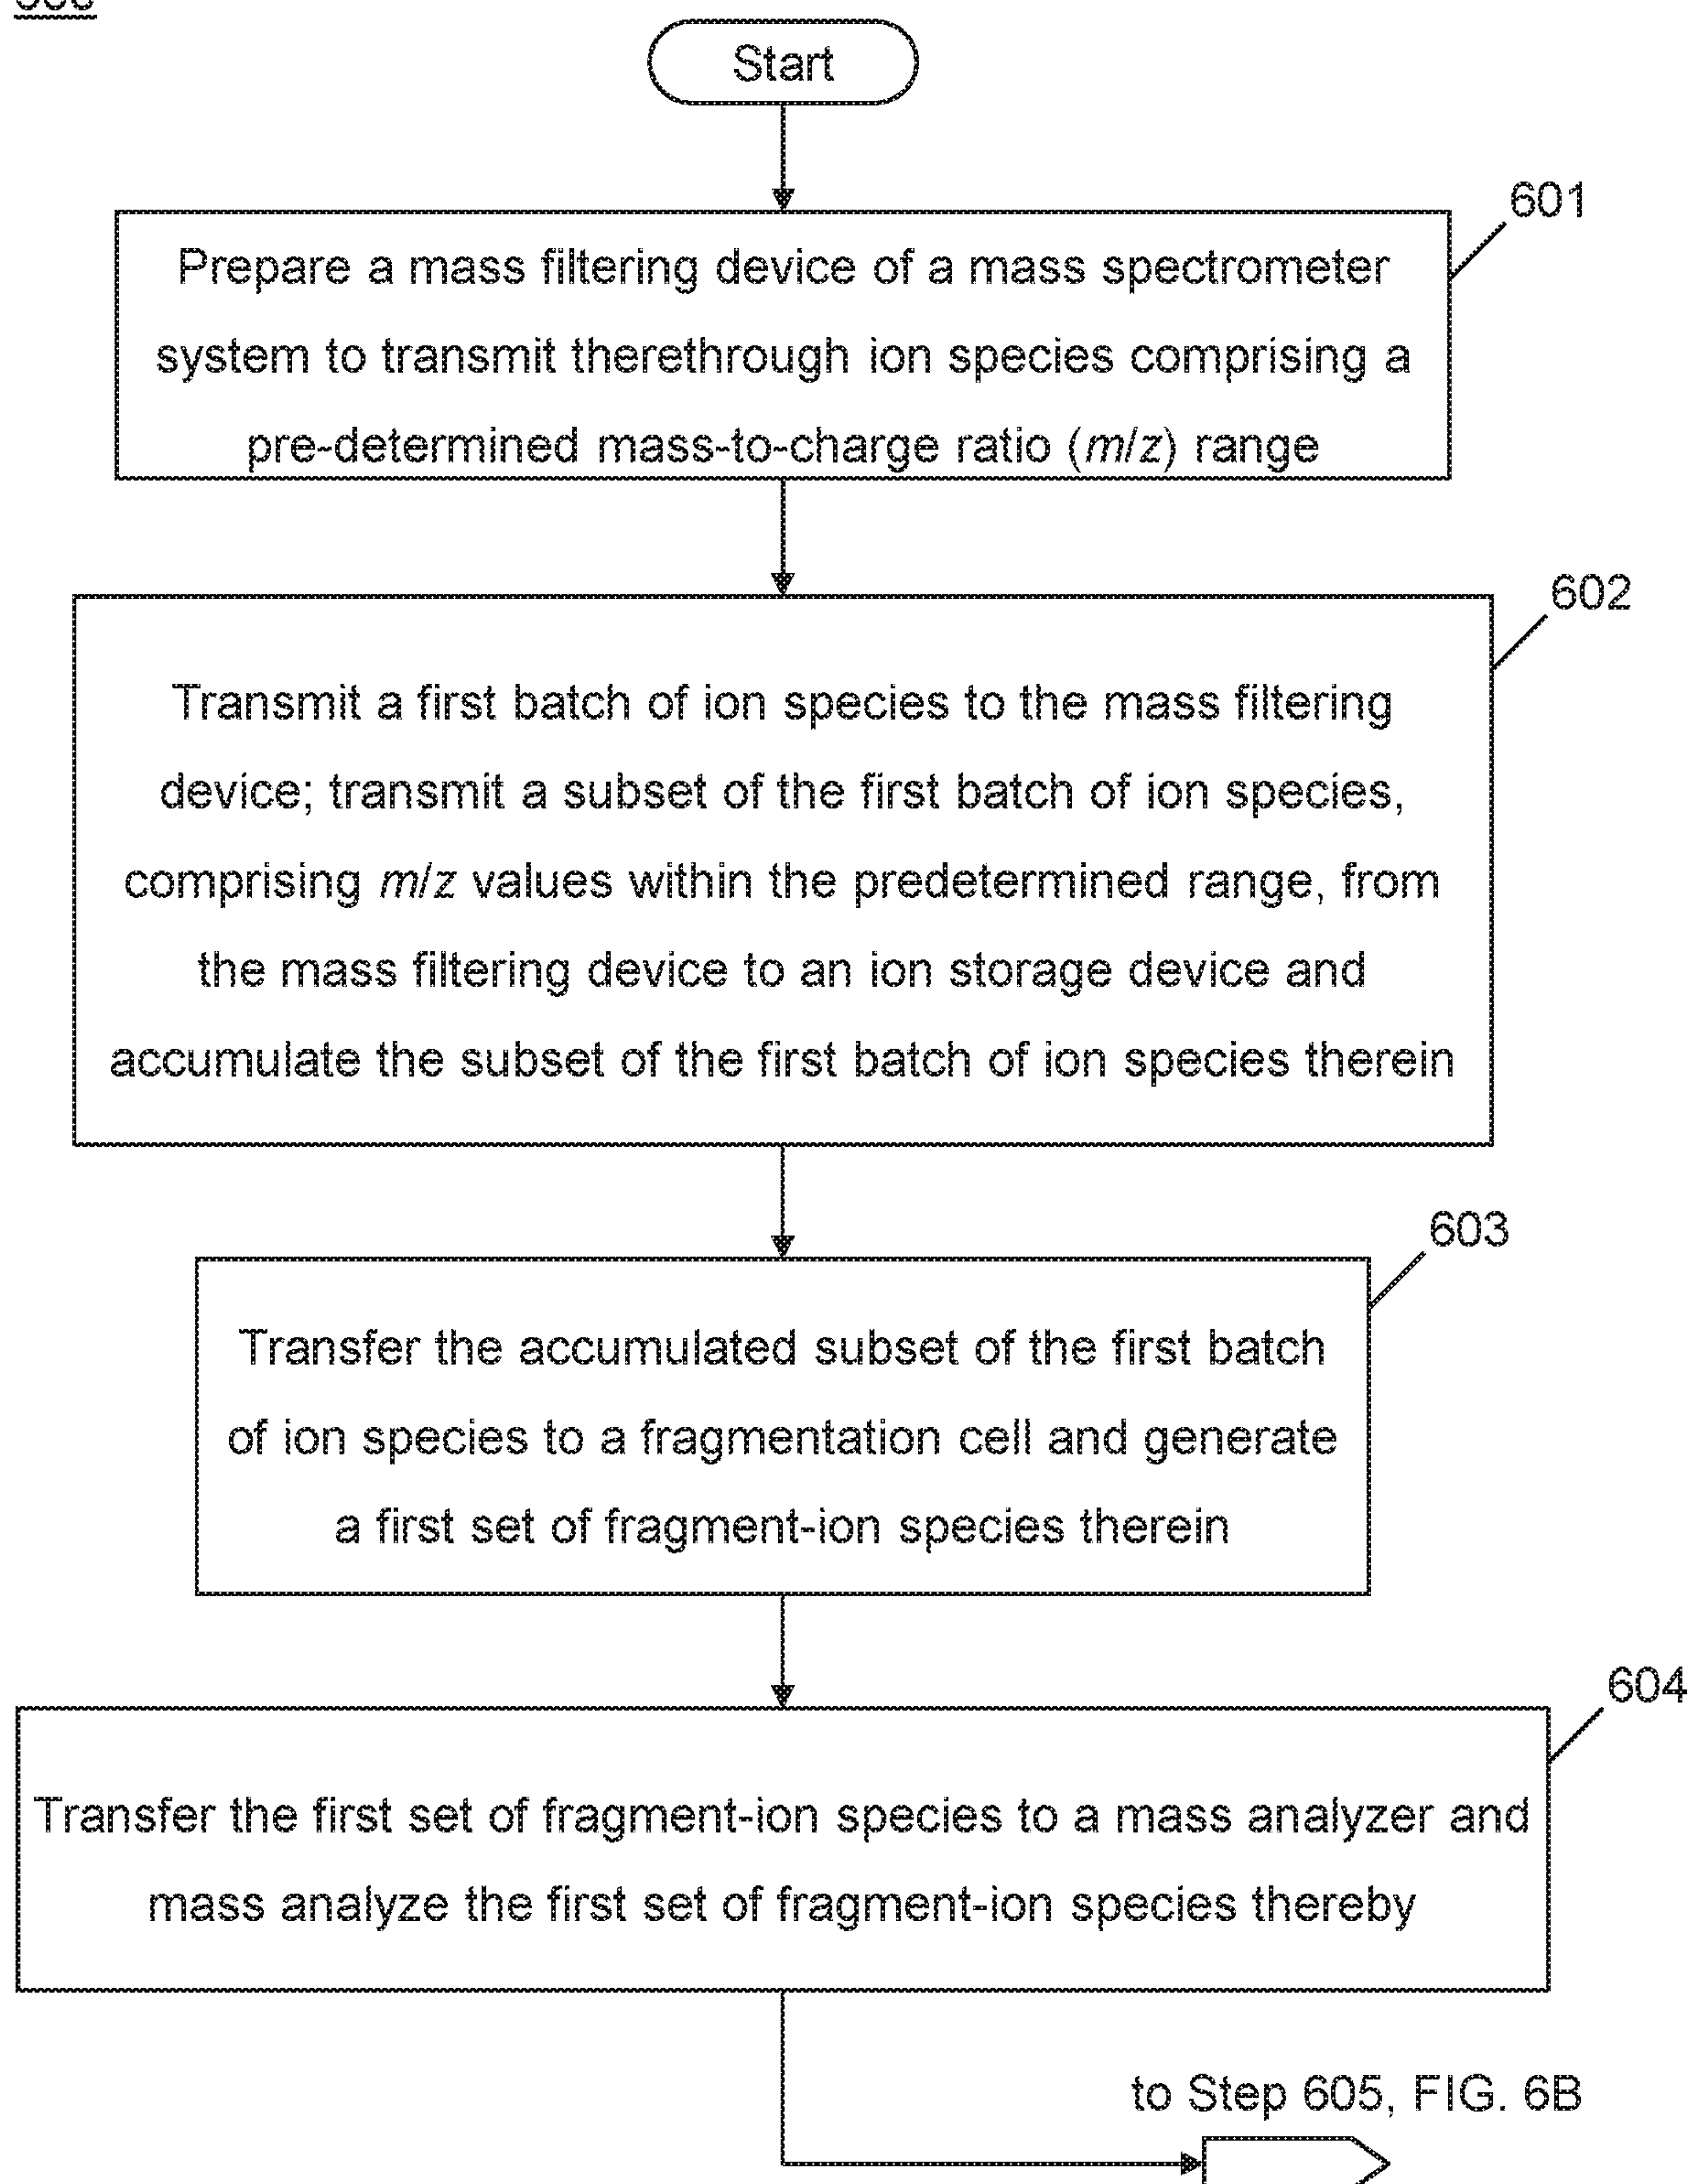 Start
601
Prepare a mass filtering device of a mass spectrometer
system to transmit therethrough ion species comprising a
pre-determined mass-to-charge ratio (m/z) range
602
Transmit a first batch of ion species to the mass filtering
device; transmit a subset of the first batch of ion species,
comprising m/z values within the predetermined range, from
the mass filtering device to an ion storage device and
accumulate the subset of the first batch of ion species therein
603
Transfer the accumulated subset of the first batch
of ion species to a fragmentation cell and generate
a first set of fragment-ion species therein
604
Transfer the first set of fragment-ion species to a mass analyzer and
mass analyze the first set of fragment-ion species thereby
to Step 605, FIG. 6B